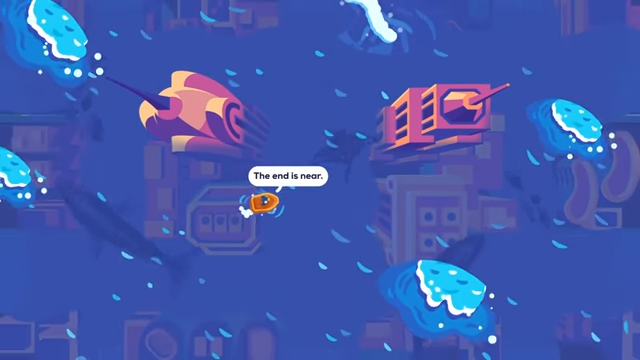 The end is near.